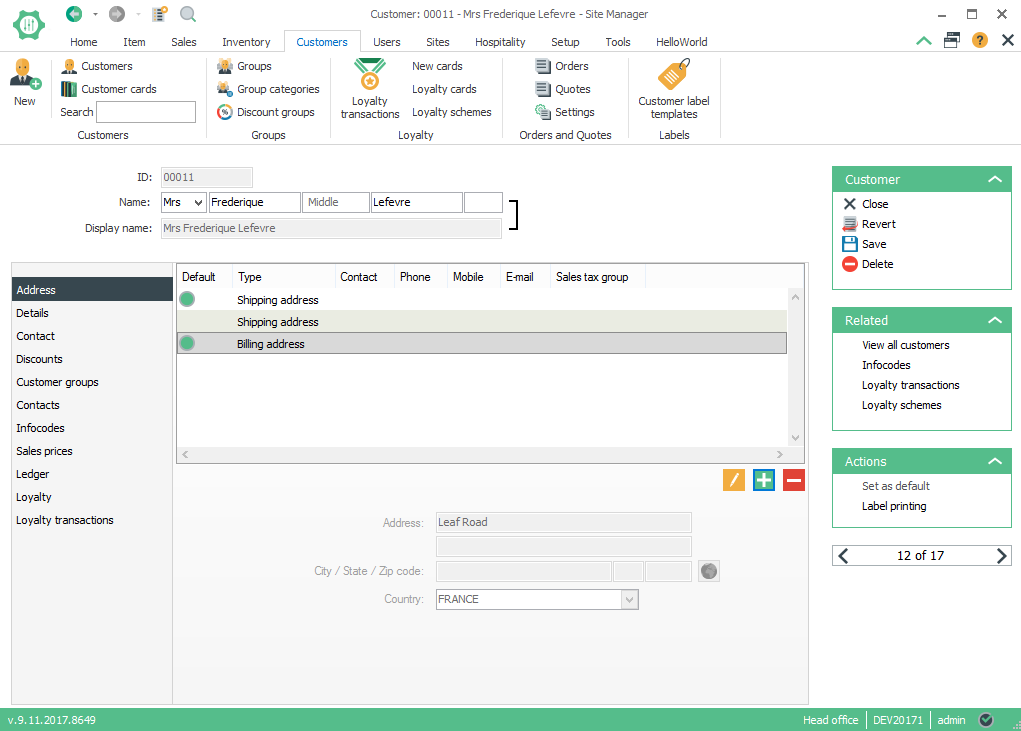 Customer: 00011 - Mrs Frederique Lefevre - Site Manager
Home Item Sales Inventory Customers Users Sites Hospitality Setup Tools HelloWorld
New
Customers
Customer cards
Search
Customers
Groups
Group categories
Discount groups
Groups
Loyalty
transactions
New cards
Loyalty cards
Loyalty schemes
Loyalty
Orders
Quotes
Settings
Orders and Quotes
Customer label
templates
Labels
ID: 00011
Name: Mrs Frederique Middle Lefevre
Display name: Mrs Frederique Lefevre
Address
Details
Contact
Discounts
Customer groups
Contacts
Infocodes
Sales prices
Ledger
Loyalty
Loyalty transactions
Default Type Contact Phone Mobile E-mail Sales tax group
Shipping address
Shipping address
Billing address
Address: Leaf Road
City / State / Zip code:
Country: FRANCE
Customer
Close
Revert
Save
Delete
Related
View all customers
Infocodes
Loyalty transactions
Loyalty schemes
Actions
Set as default
Label printing
12 of 17
v.9.11.2017.8649
Head office DEV20171 admin